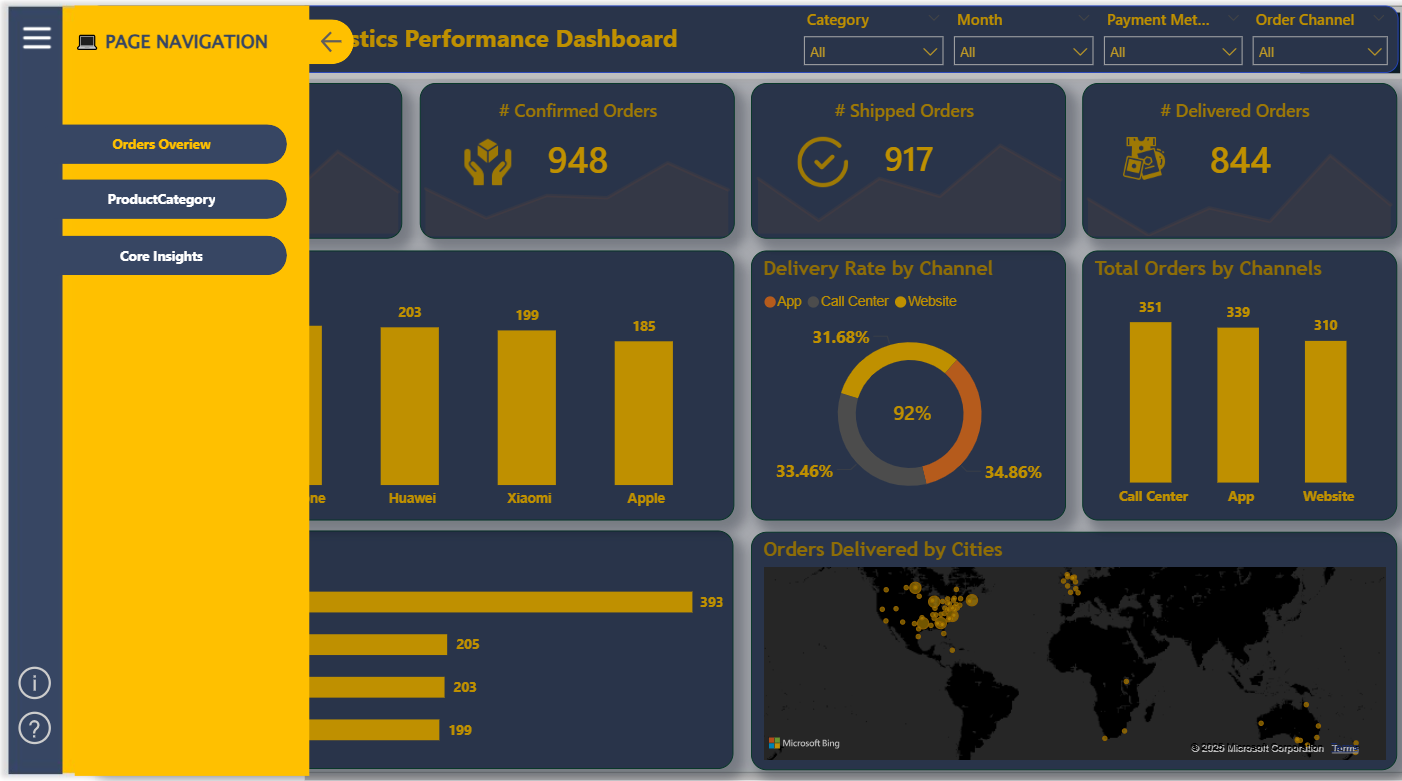 PAGE NAVIGATION
Orders Overiew
ProductCategory
Core Insights
i
?
stics Performance Dashboard
Category
All
Month
All
Payment Met...
All
Order Channel
All
# Confirmed Orders
948
# Shipped Orders
917
# Delivered Orders
844
203
199
185
ne
Huawei
Xiaomi
Apple
Delivery Rate by Channel
App
Call Center
Website
31.68%
92%
33.46%
34.86%
Total Orders by Channels
351
339
310
Call Center
App
Website
393
205
203
199
Orders Delivered by Cities
Microsoft Bing
© 2025 Microsoft Corporation
Terms